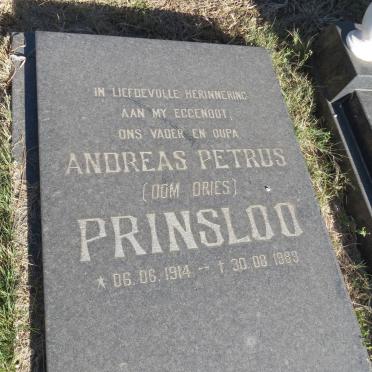 IN LIEFDEVOLLE HERINNERING
AAN MY EGGENOOT,
ONS VADER EN OUPA
ANDREAS PETRUS
(OOM DRIES)
PRINSLOO
* 06.06.1914 — † 30.08.1989